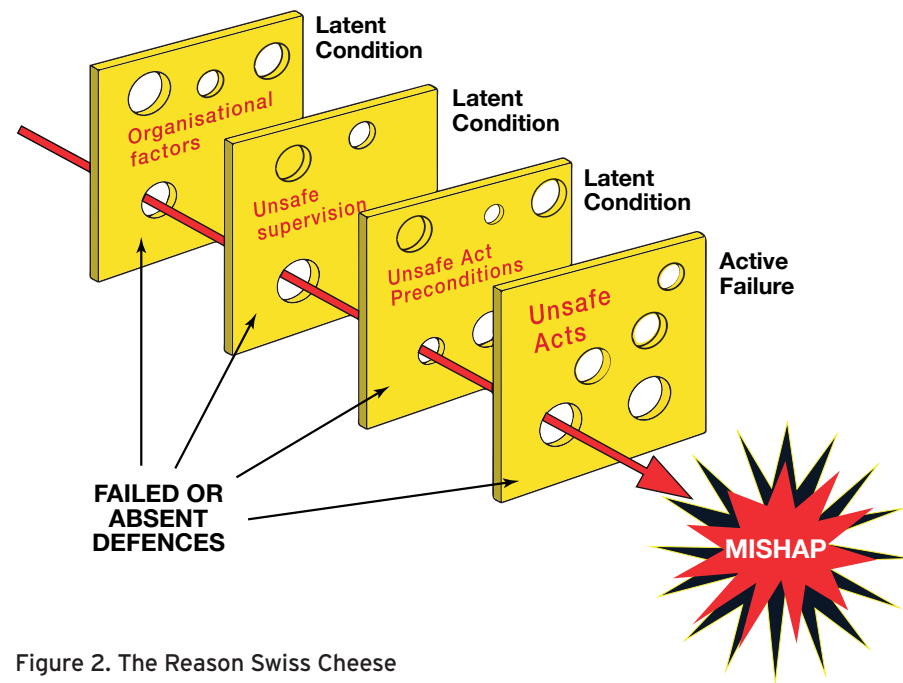 Latent
Condition
Organisational
factors
Latent
Condition
Unsafe
supervision
Latent
Condition
Unsafe Act
Preconditions
Active
Failure
Unsafe
Acts
FAILED OR
ABSENT
DEFENCES
MISHAP
Figure 2. The Reason Swiss Cheese